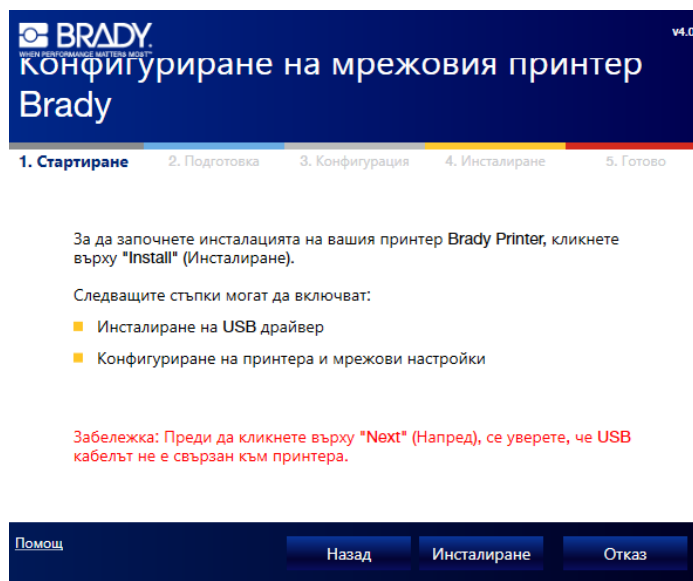 BRADY.
WHEN PERFORMANCE MATTERS MOST™
v4.0
Конфигуриране на мрежовия принтер
Brady
1. Стартиране
2. Подготовка
3. Конфигурация
4. Инсталиране
5. Готово
За да започнете инсталацията на вашия принтер Brady Printer, кликнете
върху "Install" (Инсталиране).
Следващите стъпки могат да включват:
Инсталиране на USB драйвер
Конфигуриране на принтера и мрежови настройки
Забележка: Преди да кликнете върху "Next" (Напред), се уверете, че USB
кабелът не е свързан към принтера.
Помощ
Назад
Инсталиране
Отказ